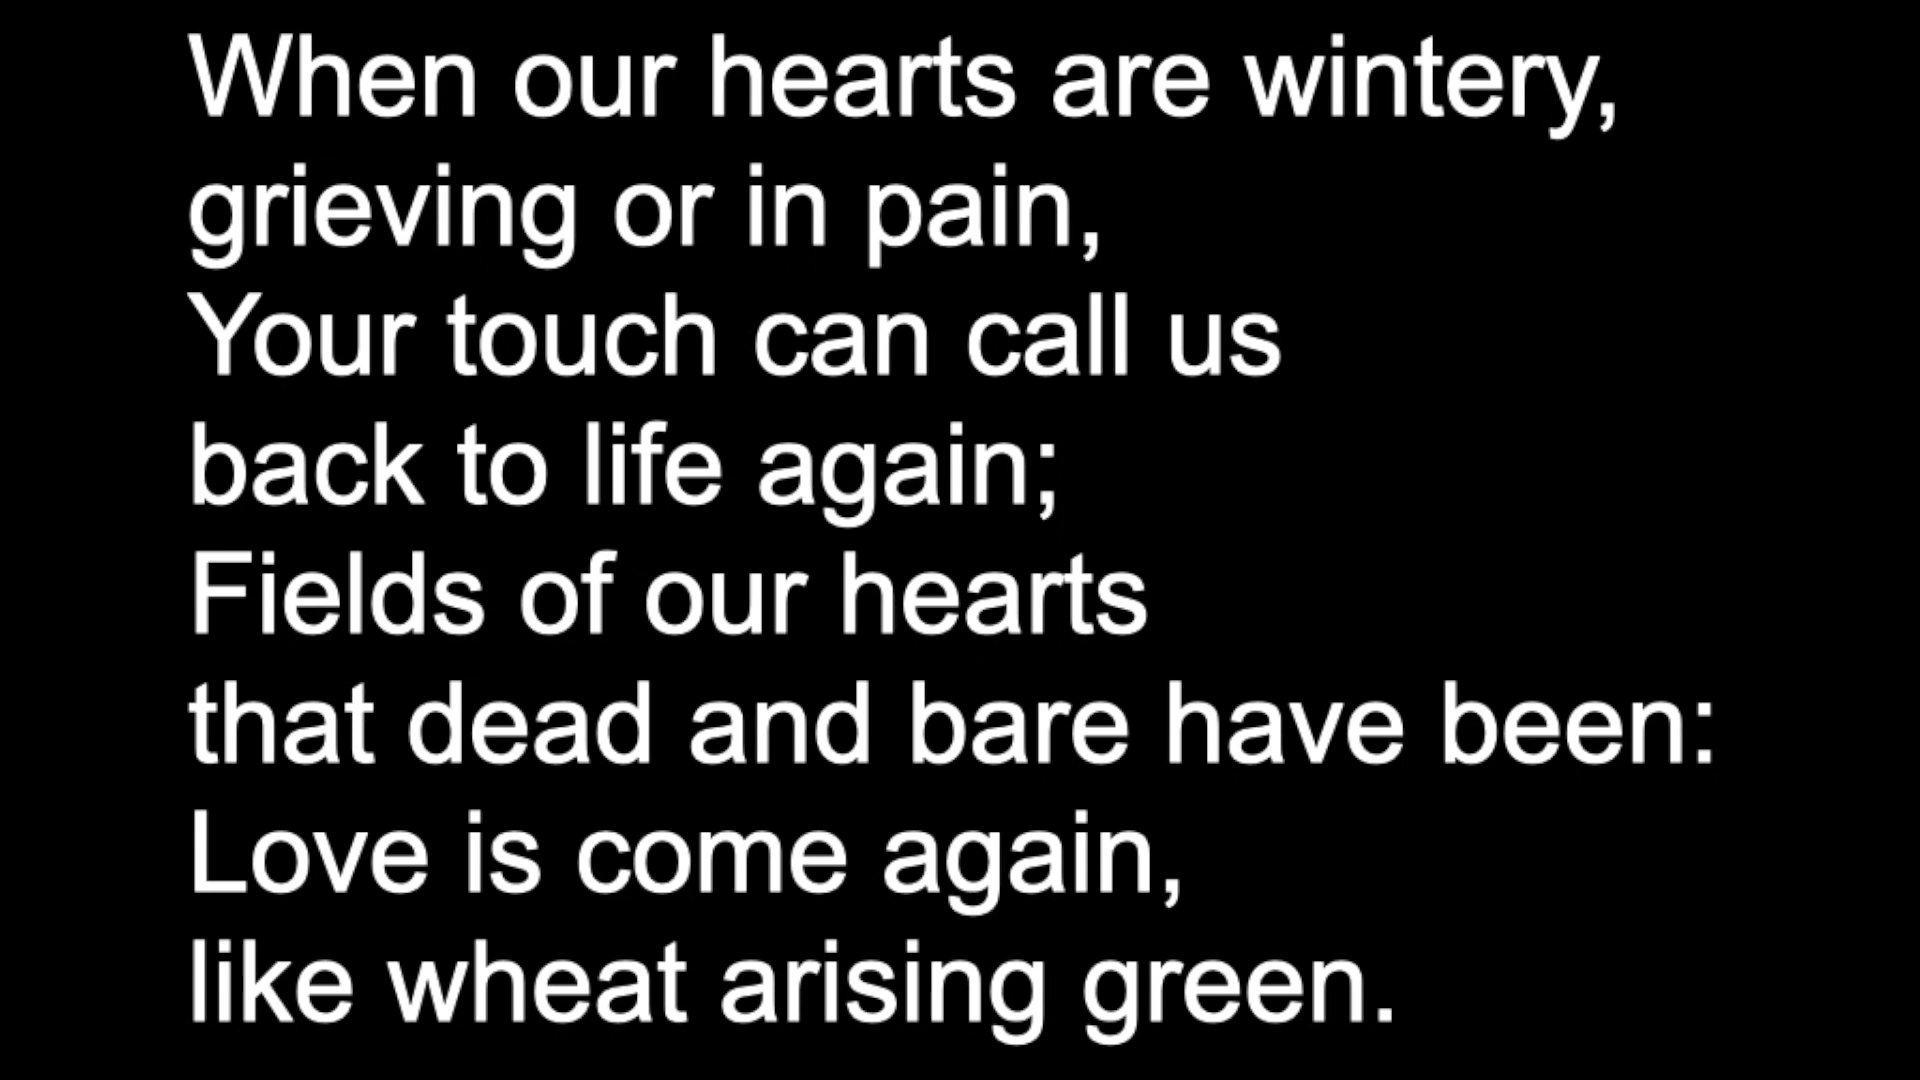 When our hearts are wintery,
grieving or in pain,
Your touch can call us
back to life again;
Fields of our hearts
that dead and bare have been:
Love is come again,
like wheat arising green.